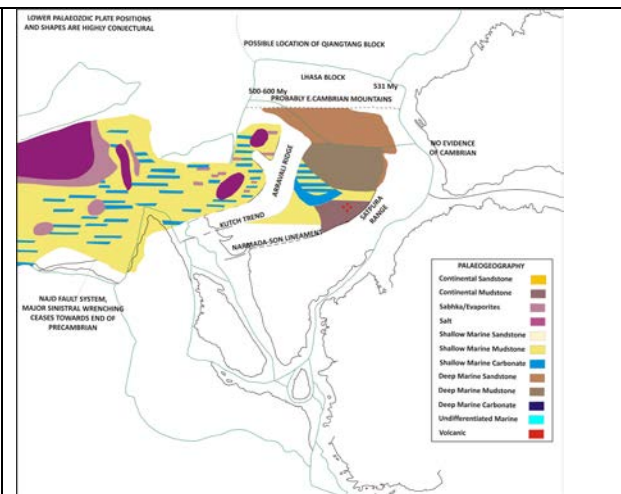 LOWER PALAEOZOIC PLATE POSITIONS
AND SHAPES ARE HIGHLY CONJECTURAL
POSSIBLE LOCATION OF QIANGTANG BLOCK
LHASA BLOCK
500-600 My
531 My
PROBABLY E.CAMBRIAN MOUNTAINS
NO EVIDENCE
OF CAMBRIAN
ARRAVALI RIDGE
SATPURA
RANGE
KUTCH TREND
NARMADA-SON LINEAMENT
NAJD FAULT SYSTEM,
MAJOR SINISTRAL WRENCHING
CEASES TOWARDS END OF
PRECAMBRIAN
PALAEOGEOGRAPHY
Continental Sandstone
Continental Mudstone
Sabhka/Evaporites
Salt
Shallow Marine Sandstone
Shallow Marine Mudstone
Shallow Marine Carbonate
Deep Marine Sandstone
Deep Marine Mudstone
Deep Marine Carbonate
Undifferentiated Marine
Volcanic